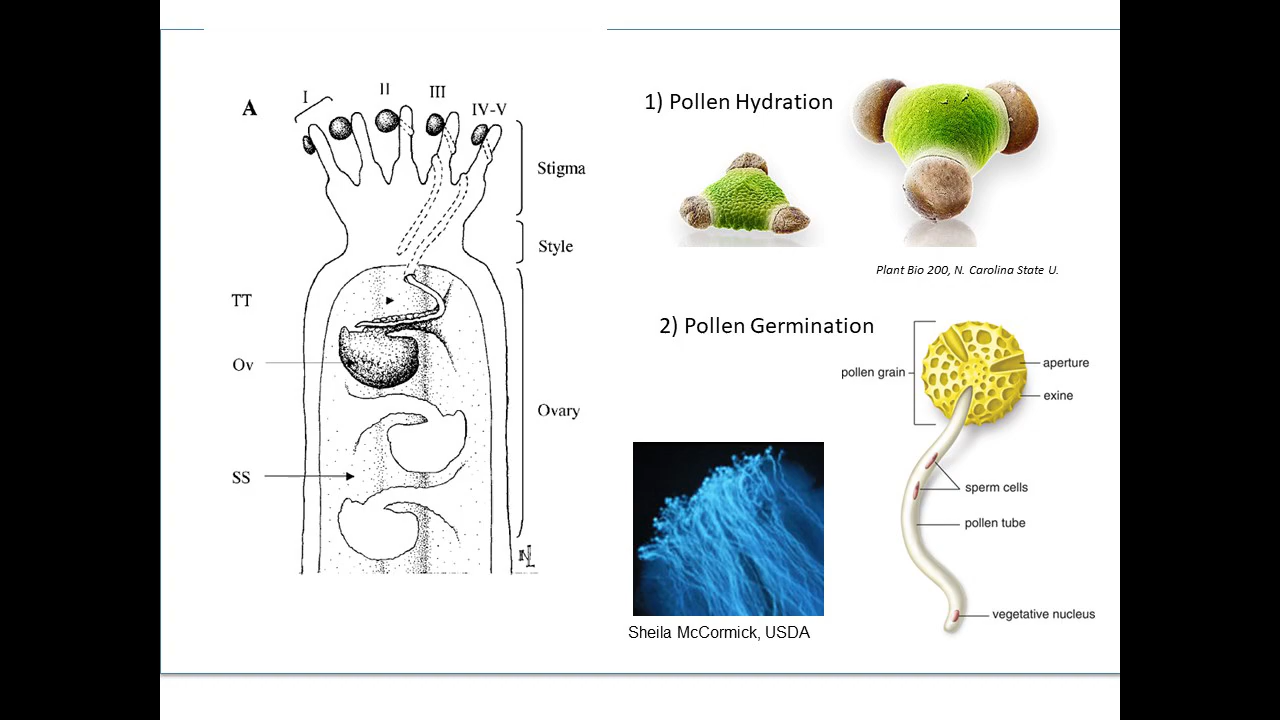 A
I
II
III
IV-V
Stigma
Style
TT
Ov
Ovary
SS
1) Pollen Hydration
Plant Bio 200, N. Carolina State U.
2) Pollen Germination
pollen grain
aperture
exine
sperm cells
pollen tube
vegetative nucleus
Sheila McCormick, USDA